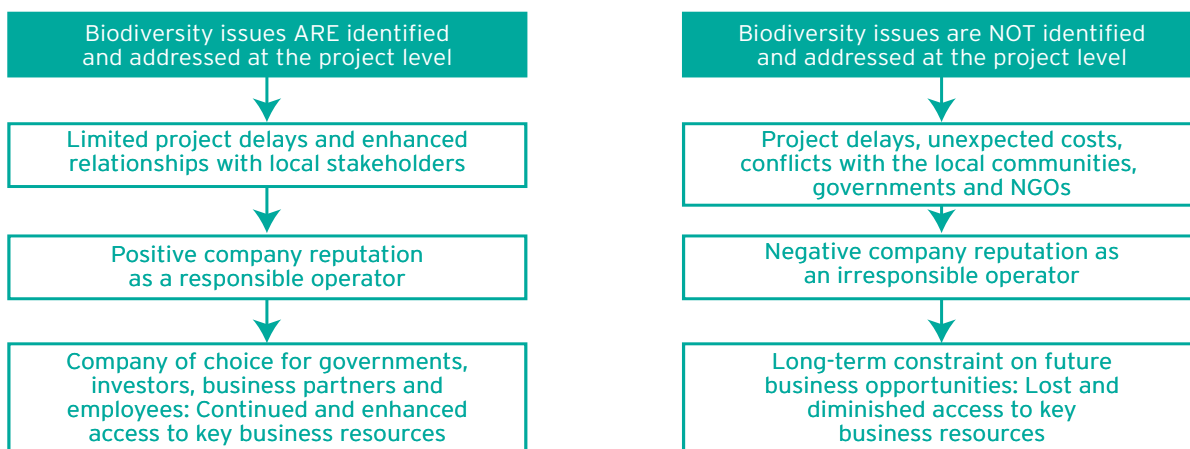 Biodiversity issues ARE identified
and addressed at the project level
Limited project delays and enhanced
relationships with local stakeholders
Positive company reputation
as a responsible operator
Company of choice for governments,
investors, business partners and
employees: Continued and enhanced
access to key business resources
Biodiversity issues are NOT identified
and addressed at the project level
Project delays, unexpected costs,
conflicts with the local communities,
governments and NGOs
Negative company reputation as
an irresponsible operator
Long-term constraint on future
business opportunities: Lost and
diminished access to key
business resources